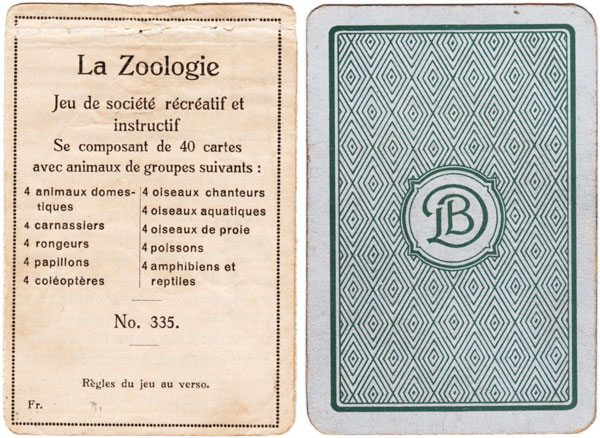 La Zoologie
Jeu de société récréatif et
instructif
Se composant de 40 cartes
avec animaux de groupes suivants :
4 animaux domes-
tiques
4 carnassiers
4 rongeurs
4 papillons
4 coléoptères
4 oiseaux chanteurs
4 oiseaux aquatiques
4 oiseaux de proie
4 poissons
4 amphibiens et
reptiles
No. 335.
Règles du jeu au verso.
Fr.
DB